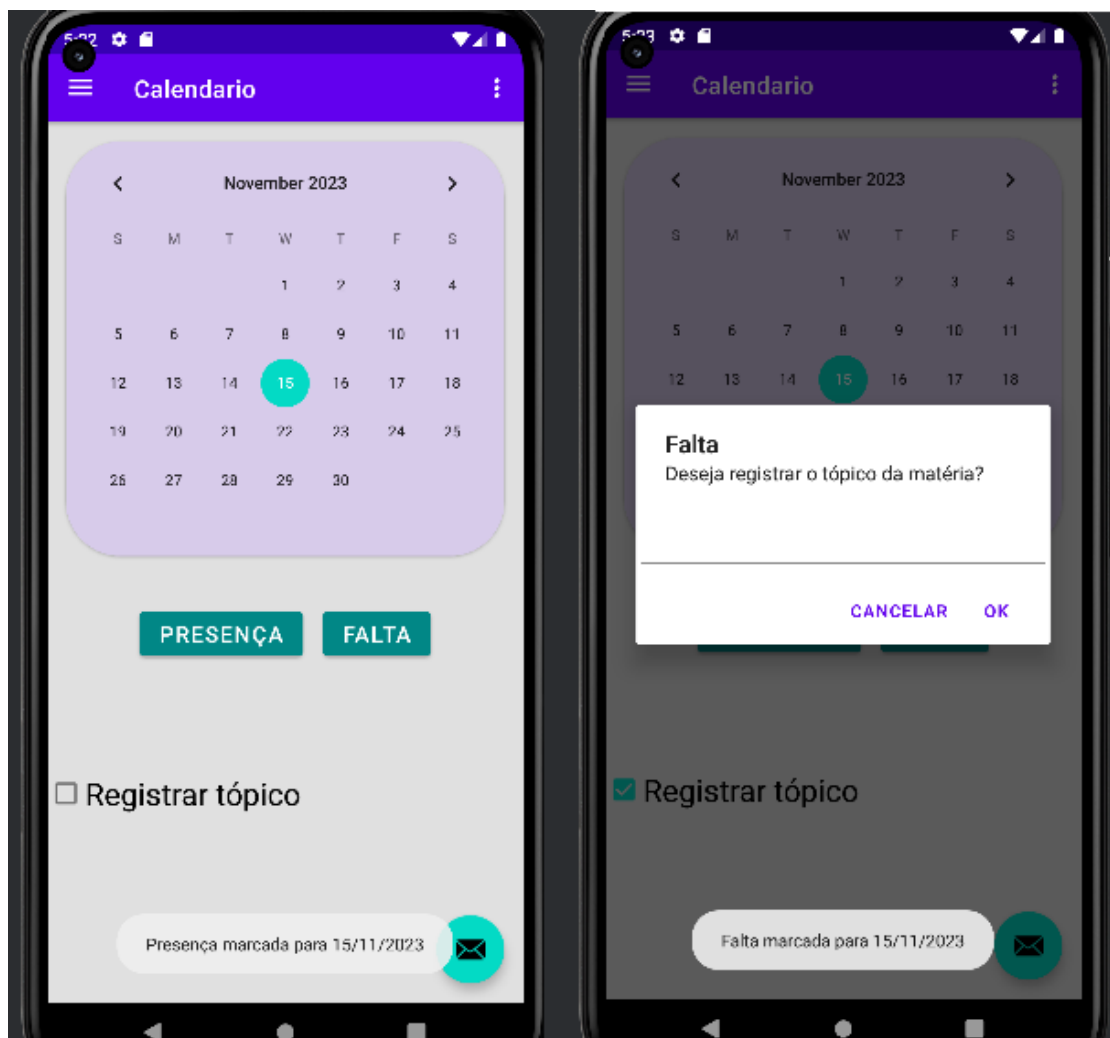 5:22
Calendario
November 2023
S M T W T F S
1 2 3 4
5 6 7 8 9 10 11
12 13 14 15 16 17 18
19 20 21 22 23 24 25
26 27 28 29 30
PRESENÇA FALTA
Registrar tópico
Presença marcada para 15/11/2023
5:23
Calendario
November 2023
S M T W T F S
1 2 3 4
5 6 7 8 9 10 11
12 13 14 15 16 17 18
Falta
Deseja registrar o tópico da matéria?
CANCELAR OK
Registrar tópico
Falta marcada para 15/11/2023